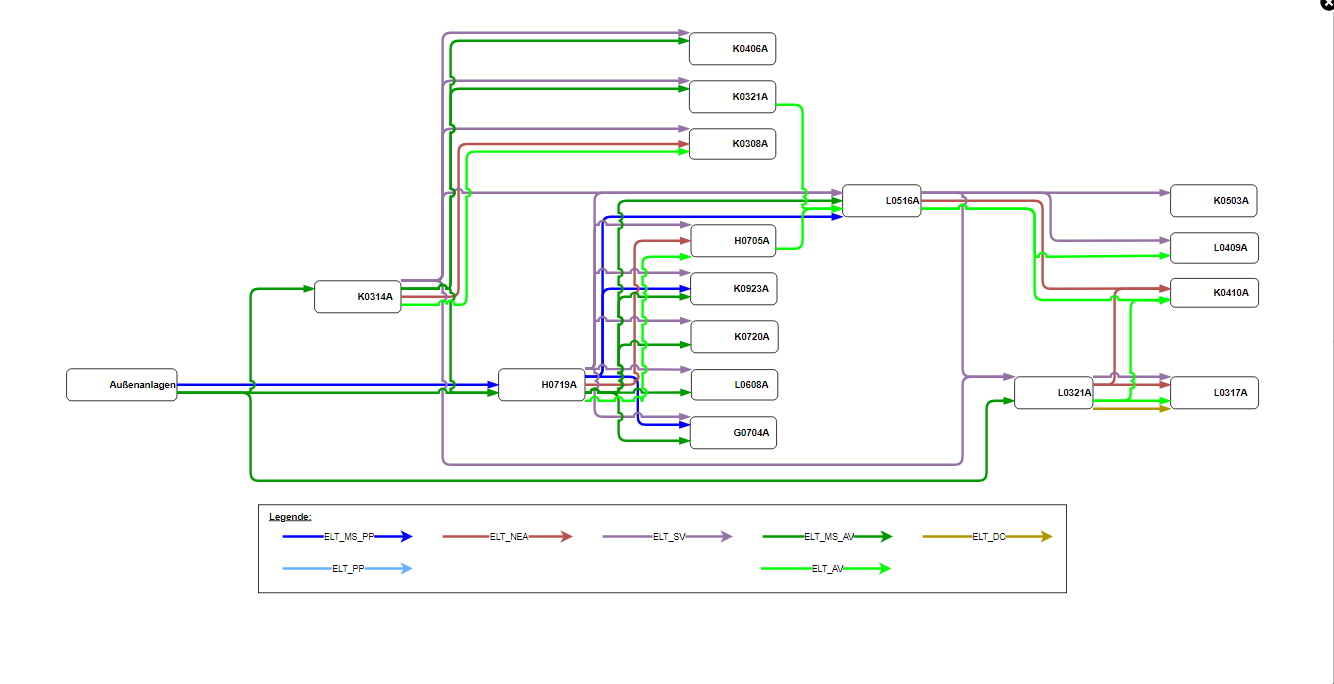 K0406A
K0321A
K0308A
L0516A
K0503A
H0705A
L0409A
K0923A
K0314A
K0410A
K0720A
Außenanlagen
H0719A
L0608A
L0321A
L0317A
G0704A
Legende:
ELT_MS_PP
ELT_NEA
ELT_SV
ELT_MS_AV
ELT_DC
ELT_PP
ELT_AV